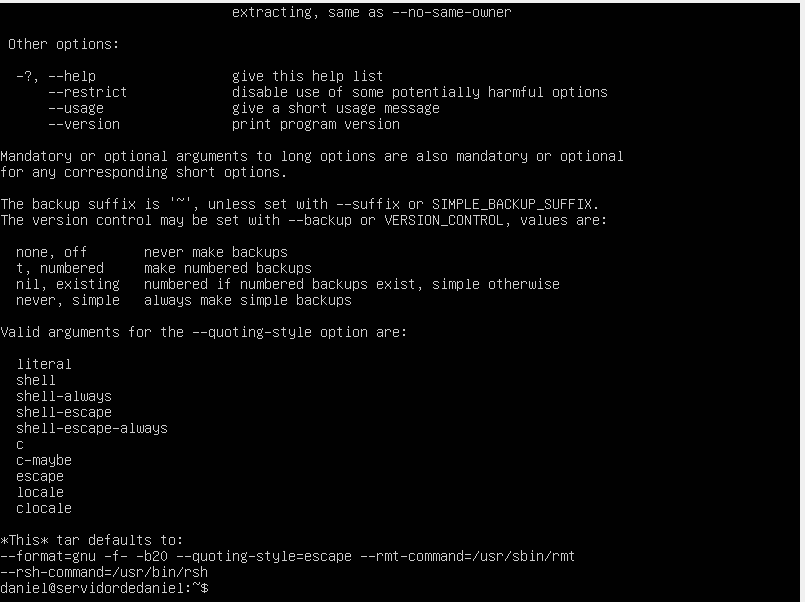 extracting, same as --no-same-owner
Other options:
-?, --help give this help list
--restrict disable use of some potentially harmful options
--usage give a short usage message
--version print program version
Mandatory or optional arguments to long options are also mandatory or optional
for any corresponding short options.
The backup suffix is '~', unless set with --suffix or SIMPLE_BACKUP_SUFFIX.
The version control may be set with --backup or VERSION_CONTROL, values are:
none, off never make backups
t, numbered make numbered backups
nil, existing numbered if numbered backups exist, simple otherwise
never, simple always make simple backups
Valid arguments for the --quoting-style option are:
literal
shell
shell-always
shell-escape
shell-escape-always
c
c-maybe
escape
locale
clocale
*This* tar defaults to:
--format=gnu -f- -b20 --quoting-style=escape --rmt-command=/usr/sbin/rmt
--rsh-command=/usr/bin/rsh
daniel@servidordedaniel:~$